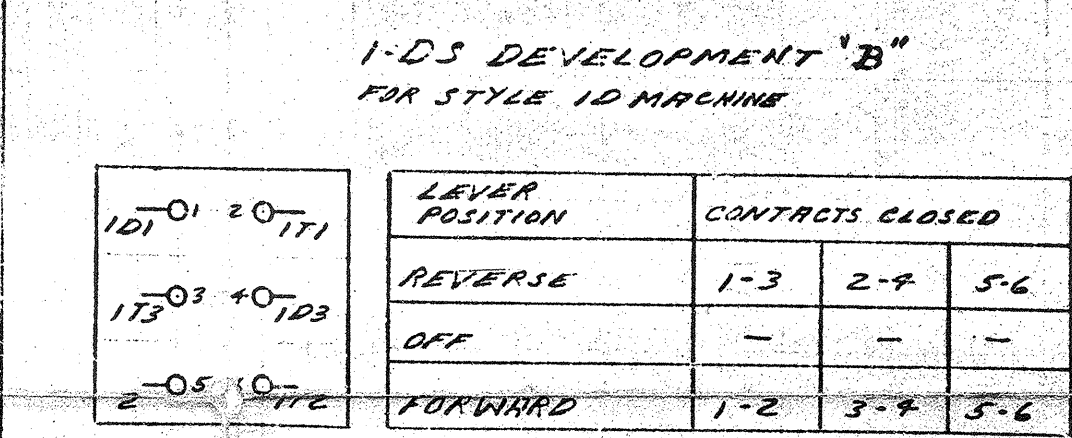 1-DS DEVELOPMENT "B"
FOR STYLE 1D MACHINE
1D1 1 2 1T1
1T3 3 4 1D3
2 5 1T2
LEVER POSITION CONTACTS CLOSED
REVERSE 1-3 2-4 5-6
OFF — — —
FORWARD 1-2 3-4 5-6